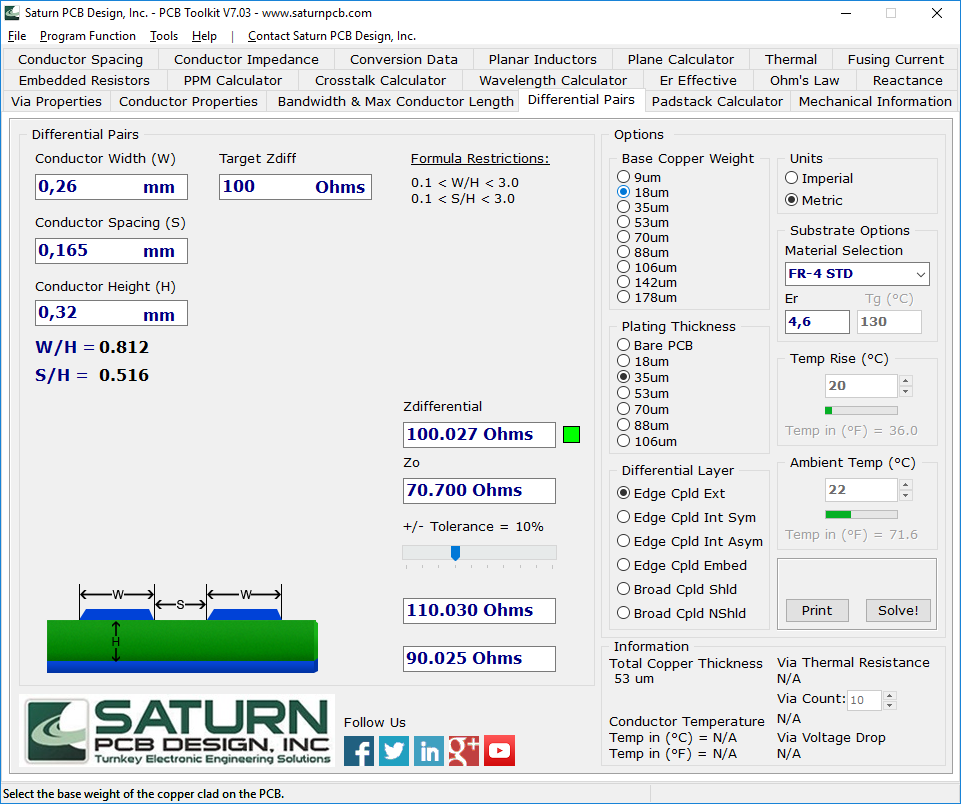 Saturn PCB Design, Inc. - PCB Toolkit V7.03 - www.saturnpcb.com
File Program Function Tools Help | Contact Saturn PCB Design, Inc.
Conductor Spacing Conductor Impedance Conversion Data Planar Inductors Plane Calculator Thermal Fusing Current
Embedded Resistors PPM Calculator Crosstalk Calculator Wavelength Calculator Er Effective Ohm's Law Reactance
Via Properties Conductor Properties Bandwidth & Max Conductor Length Differential Pairs Padstack Calculator Mechanical Information
Differential Pairs
Conductor Width (W)
0,26 mm
Conductor Spacing (S)
0,165 mm
Conductor Height (H)
0,32 mm
W/H = 0.812
S/H = 0.516
Target Zdiff
100 Ohms
Formula Restrictions:
0.1 < W/H < 3.0
0.1 < S/H < 3.0
Zdifferential
100.027 Ohms
Zo
70.700 Ohms
+/- Tolerance = 10%
110.030 Ohms
90.025 Ohms
W S W
H
SATURN
PCB DESIGN, INC
Turnkey Electronic Engineering Solutions
Follow Us
f in g+
Options
Base Copper Weight
9um
18um
35um
53um
70um
88um
106um
142um
178um
Plating Thickness
Bare PCB
18um
35um
53um
70um
88um
106um
Differential Layer
Edge Cpld Ext
Edge Cpld Int Sym
Edge Cpld Int Asym
Edge Cpld Embed
Broad Cpld Shld
Broad Cpld NShld
Units
Imperial
Metric
Substrate Options
Material Selection
FR-4 STD
Er Tg (°C)
4,6 130
Temp Rise (°C)
20
Temp in (°F) = 36.0
Ambient Temp (°C)
22
Temp in (°F) = 71.6
Print Solve!
Information
Total Copper Thickness
53 um
Conductor Temperature
Temp in (°C) = N/A
Temp in (°F) = N/A
Via Thermal Resistance
N/A
Via Count: 10
N/A
Via Voltage Drop
N/A
Select the base weight of the copper clad on the PCB.